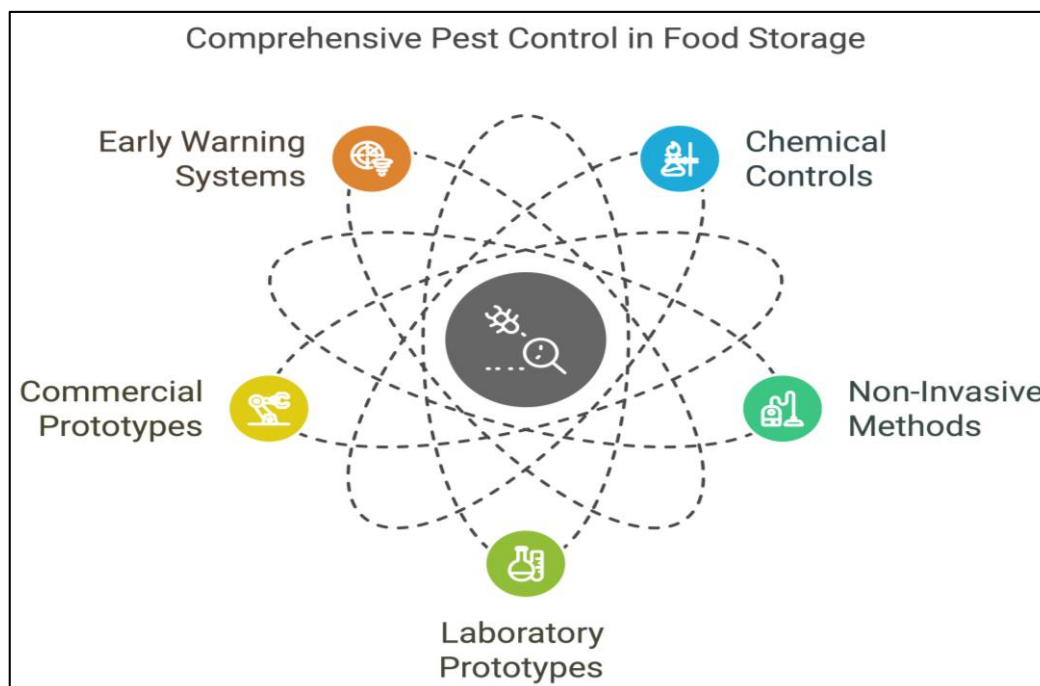 Comprehensive Pest Control in Food Storage
Early Warning
Systems
Chemical
Controls
Commercial
Prototypes
Non-Invasive
Methods
Laboratory
Prototypes